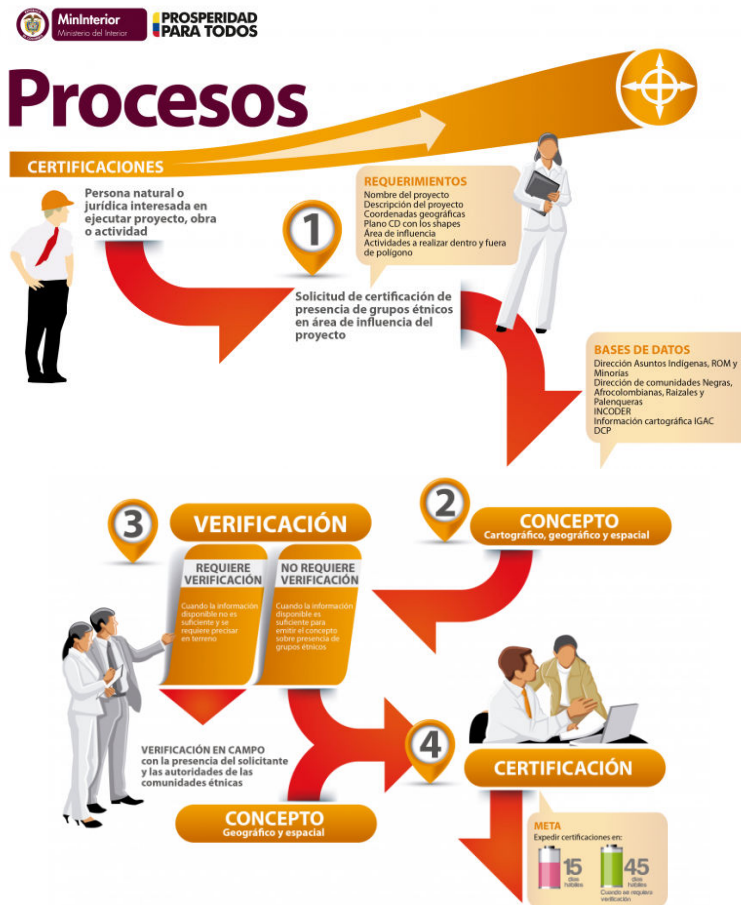 MinInterior
Ministerio del Interior
PROSPERIDAD
PARA TODOS
Procesos
CERTIFICACIONES
Persona natural o
jurídica interesada en
ejecutar proyecto, obra
o actividad
1
REQUERIMIENTOS
Nombre del proyecto
Descripción del proyecto
Coordenadas geográficas
Plano CD con los shapes
Área de influencia
Actividades a realizar dentro y fuera
de polígono
Solicitud de certificación de
presencia de grupos étnicos
en área de influencia del
proyecto
BASES DE DATOS
Dirección Asuntos Indígenas, ROM y
Minorías
Dirección de comunidades Negras,
Afrocolombianas, Raizales y
Palenqueras
INCODER
Información cartográfica IGAC
DCP
2
CONCEPTO
Cartográfico, geográfico y espacial
3
VERIFICACIÓN
REQUIERE
VERIFICACIÓN
Cuando la información
disponible no es
suficiente y se
requiere precisar
en terreno
NO REQUIERE
VERIFICACIÓN
Cuando la información
disponible es
suficiente para
emitir el concepto
sobre presencia de
grupos étnicos
VERIFICACIÓN EN CAMPO
con la presencia del solicitante
y las autoridades de las
comunidades étnicas
CONCEPTO
Geográfico y espacial
4
CERTIFICACIÓN
META
Expedir certificaciones en:
15
días
hábiles
45
días
hábiles
Cuando se requiera
verificación